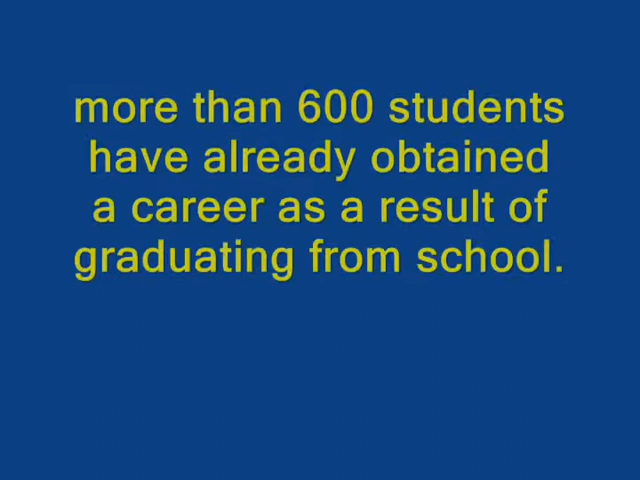 more than 600 students
have already obtained
a career as a result of
graduating from school.